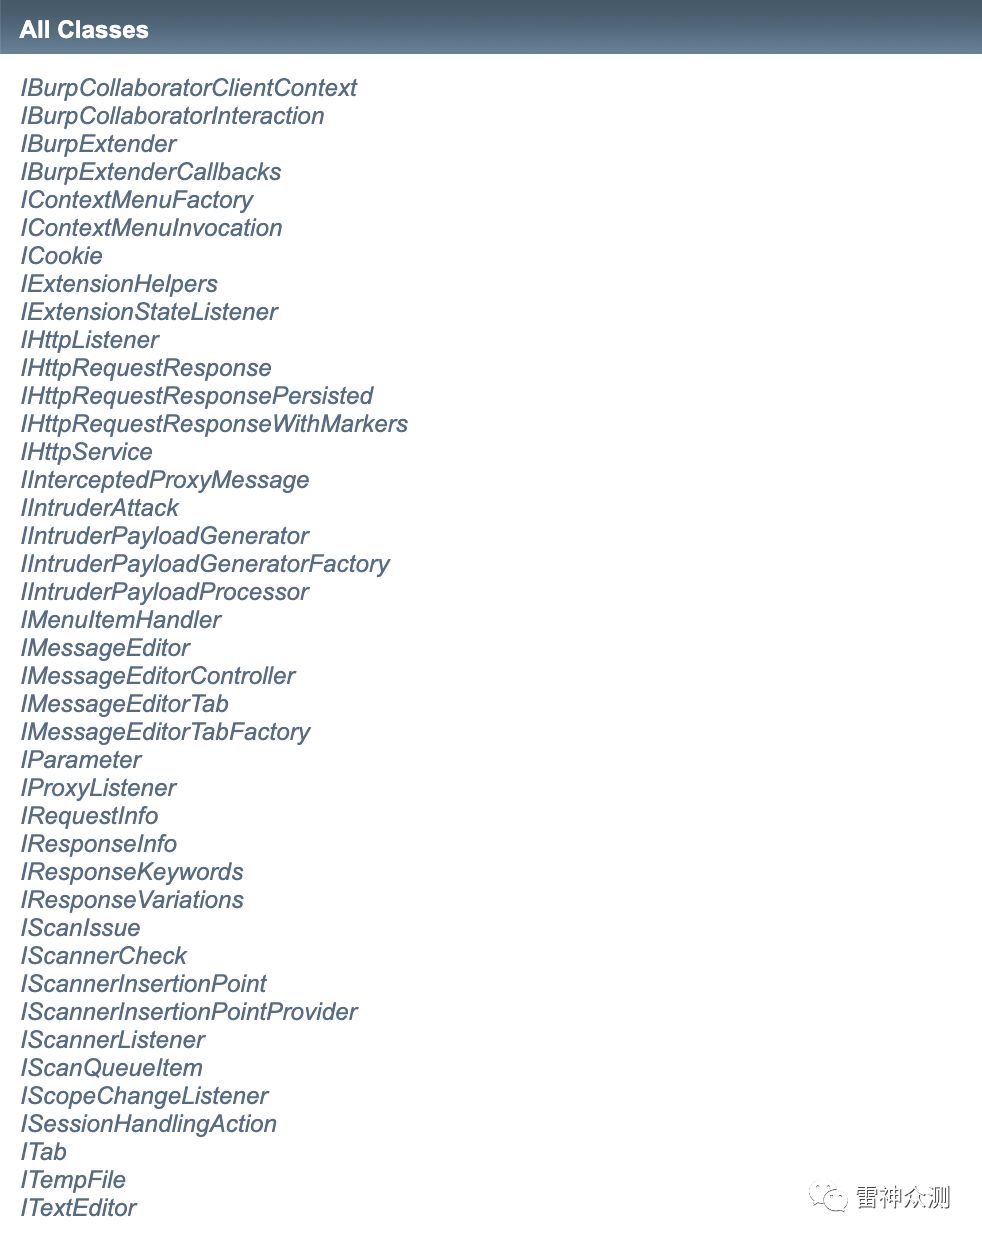 All Classes
IBurpCollaboratorClientContext
IBurpCollaboratorInteraction
IBurpExtender
IBurpExtenderCallbacks
IContextMenuFactory
IContextMenuInvocation
ICookie
IExtensionHelpers
IExtensionStateListener
IHttpListener
IHttpRequestResponse
IHttpRequestResponsePersisted
IHttpRequestResponseWithMarkers
IHttpService
IInterceptedProxyMessage
IIntruderAttack
IIntruderPayloadGenerator
IIntruderPayloadGeneratorFactory
IIntruderPayloadProcessor
IMenuItemHandler
IMessageEditor
IMessageEditorController
IMessageEditorTab
IMessageEditorTabFactory
IParameter
IProxyListener
IRequestInfo
IResponseInfo
IResponseKeywords
IResponseVariations
IScanIssue
IScannerCheck
IScannerInsertionPoint
IScannerInsertionPointProvider
IScannerListener
IScanQueueItem
IScopeChangeListener
ISessionHandlingAction
ITab
ITempFile
ITextEditor
雷神众测